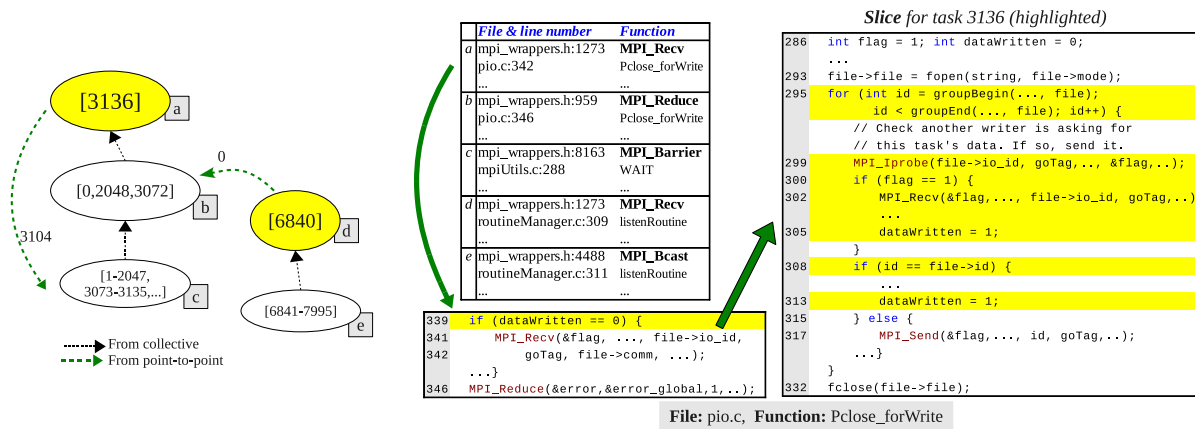 [3136]
a
0
[0,2048,3072]
b
[6840]
d
3104
[1-2047,
3073-3135,...]
c
[6841-7995]
e
From collective
From point-to-point
File & line number Function
a mpi_wrappers.h:1273 MPI_Recv
pio.c:342 Pclose_forWrite
... ...
b mpi_wrappers.h:959 MPI_Reduce
pio.c:346 Pclose_forWrite
... ...
c mpi_wrappers.h:8163 MPI_Barrier
mpiUtils.c:288 WAIT
... ...
d mpi_wrappers.h:1273 MPI_Recv
routineManager.c:309 listenRoutine
... ...
e mpi_wrappers.h:4488 MPI_Bcast
routineManager.c:311 listenRoutine
... ...
339 if (dataWritten == 0) {
341 MPI_Recv(&flag, ..., file->io_id,
342 goTag, file->comm, ...);
...}
346 MPI_Reduce(&error,&error_global,1,..);
Slice for task 3136 (highlighted)
286 int flag = 1; int dataWritten = 0;
...
293 file->file = fopen(string, file->mode);
295 for (int id = groupBegin(..., file);
id < groupEnd(..., file); id++) {
// Check another writer is asking for
// this task's data. If so, send it.
299 MPI_Iprobe(file->io_id, goTag,.., &flag,..);
300 if (flag == 1) {
302 MPI_Recv(&flag,..., file->io_id, goTag,..)
...
305 dataWritten = 1;
}
308 if (id == file->id) {
...
313 dataWritten = 1;
315 } else {
317 MPI_Send(&flag,..., id, goTag,..);
...}
}
332 fclose(file->file);
File: pio.c, Function: Pclose_forWrite